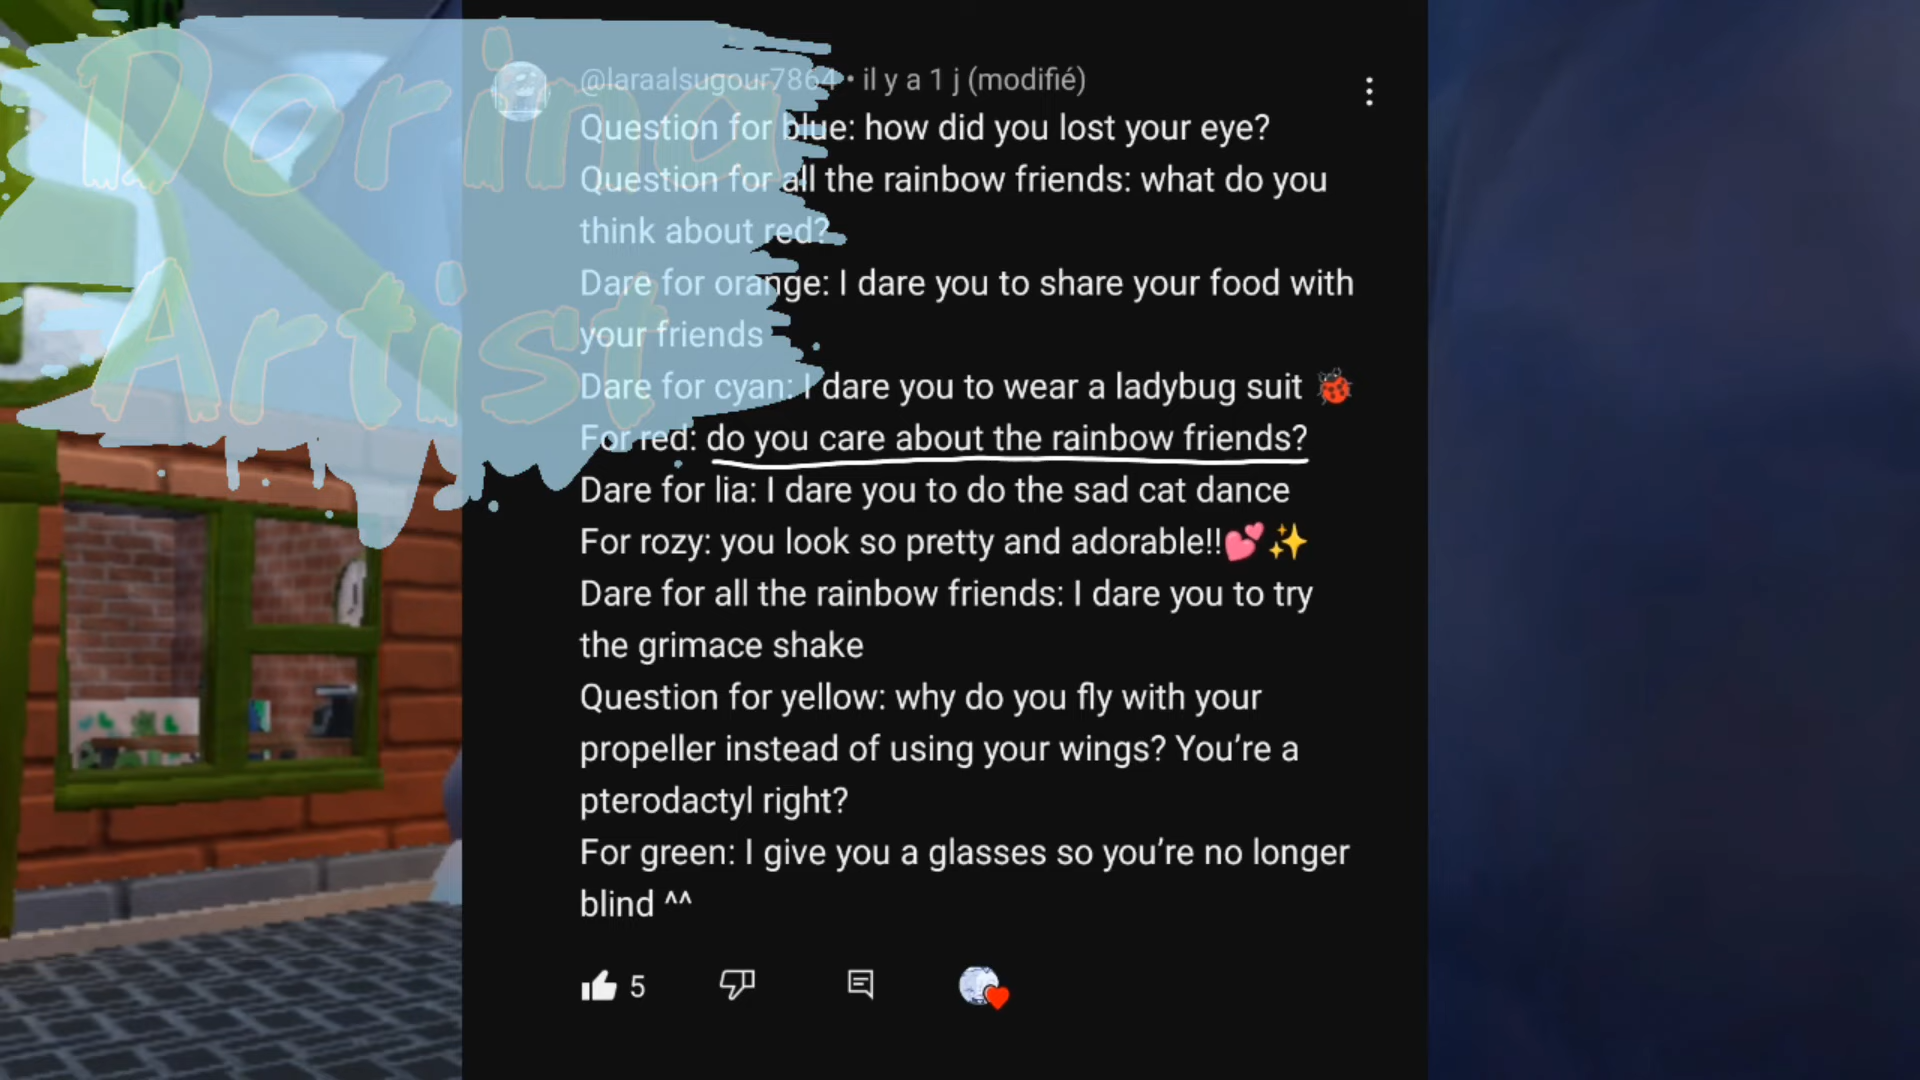 Dorina
Artist
@laraalsugour7864 • il y a 1 j (modifié)
Question for blue: how did you lost your eye?
Question for all the rainbow friends: what do you
think about red?
Dare for orange: I dare you to share your food with
your friends
Dare for cyan: I dare you to wear a ladybug suit 🐞
For red: do you care about the rainbow friends?
Dare for lia: I dare you to do the sad cat dance
For rozy: you look so pretty and adorable!!💕✨
Dare for all the rainbow friends: I dare you to try
the grimace shake
Question for yellow: why do you fly with your
propeller instead of using your wings? You’re a
pterodactyl right?
For green: I give you a glasses so you’re no longer
blind ^^
5